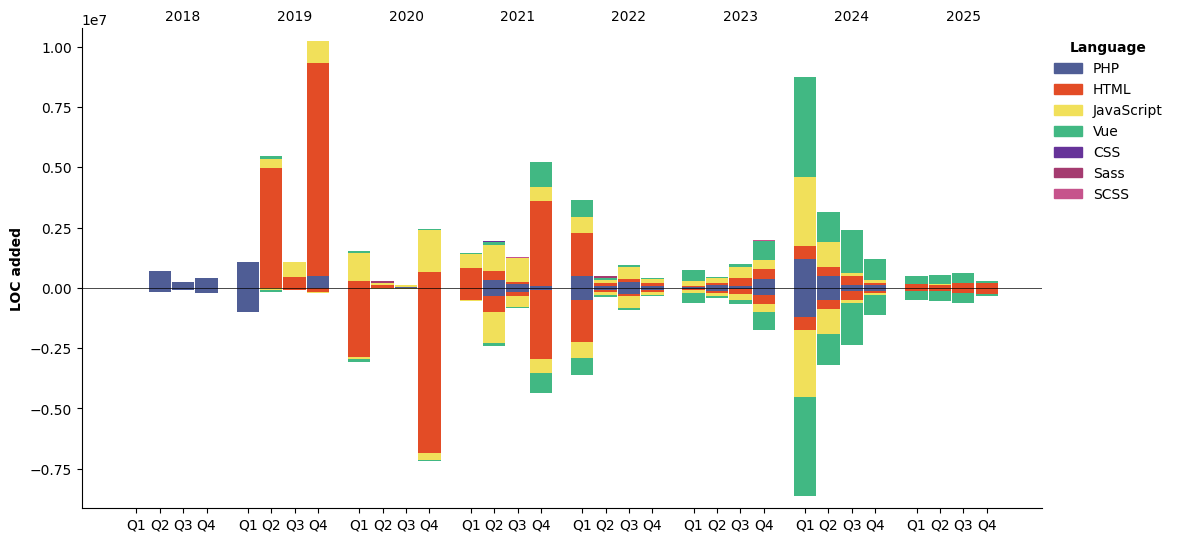 1e7
2018 2019 2020 2021 2022 2023 2024 2025
LOC added
1.00
0.75
0.50
0.25
0.00
−0.25
−0.50
−0.75
Q1 Q2 Q3 Q4 Q1 Q2 Q3 Q4 Q1 Q2 Q3 Q4 Q1 Q2 Q3 Q4 Q1 Q2 Q3 Q4 Q1 Q2 Q3 Q4 Q1 Q2 Q3 Q4 Q1 Q2 Q3 Q4
Language
PHP
HTML
JavaScript
Vue
CSS
Sass
SCSS